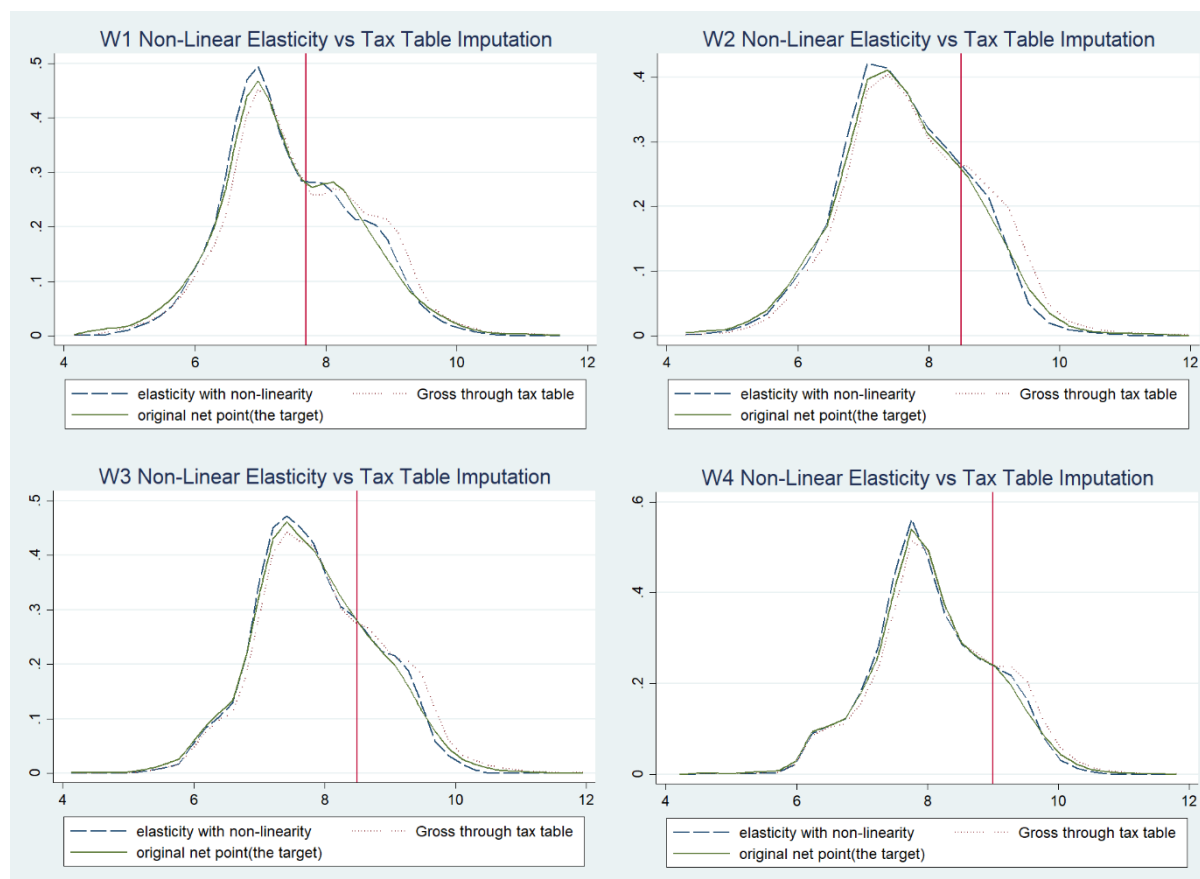 W1 Non-Linear Elasticity vs Tax Table Imputation
.5
.4
.3
.2
.1
0
4 6 8 10 12
elasticity with non-linearity Gross through tax table
original net point(the target)
W2 Non-Linear Elasticity vs Tax Table Imputation
.4
.3
.2
.1
0
4 6 8 10 12
elasticity with non-linearity Gross through tax table
original net point(the target)
W3 Non-Linear Elasticity vs Tax Table Imputation
.5
.4
.3
.2
.1
0
4 6 8 10 12
elasticity with non-linearity Gross through tax table
original net point(the target)
W4 Non-Linear Elasticity vs Tax Table Imputation
.6
.4
.2
0
4 6 8 10 12
elasticity with non-linearity Gross through tax table
original net point(the target)